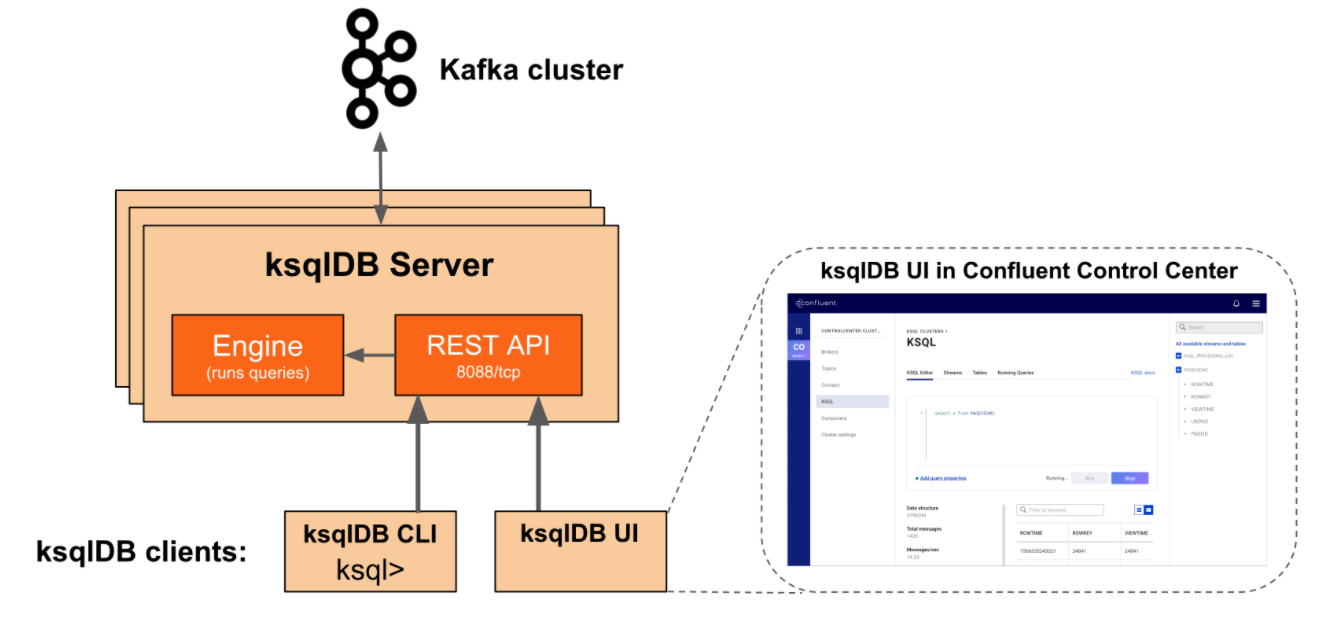 Kafka cluster
ksqlDB Server
Engine
(runs queries)
REST API
8088/tcp
ksqlDB clients:
ksqlDB CLI
ksql>
ksqlDB UI
ksqlDB UI in Confluent Control Center
confluent
CONTROLCENTER.CLUST...
CO
Brokers
Topics
Connect
KSQL
Consumers
Cluster settings
KSQL CLUSTERS
KSQL
KSQL Editor Streams Tables Running Queries KSQL docs
1 select * from PAGEVIEWS;
Add query properties Running... Run Stop
Data structure
STREAM
Total messages
1420
Messages/sec
Filter by keyword
ROWTIME ROWKEY VIEWTIME
24841 24841
Search
All available streams and tables
KSQL_PROCESSING_LOG
PAGEVIEWS
ROWTIME
ROWKEY
VIEWTIME
USERID
PAGEID